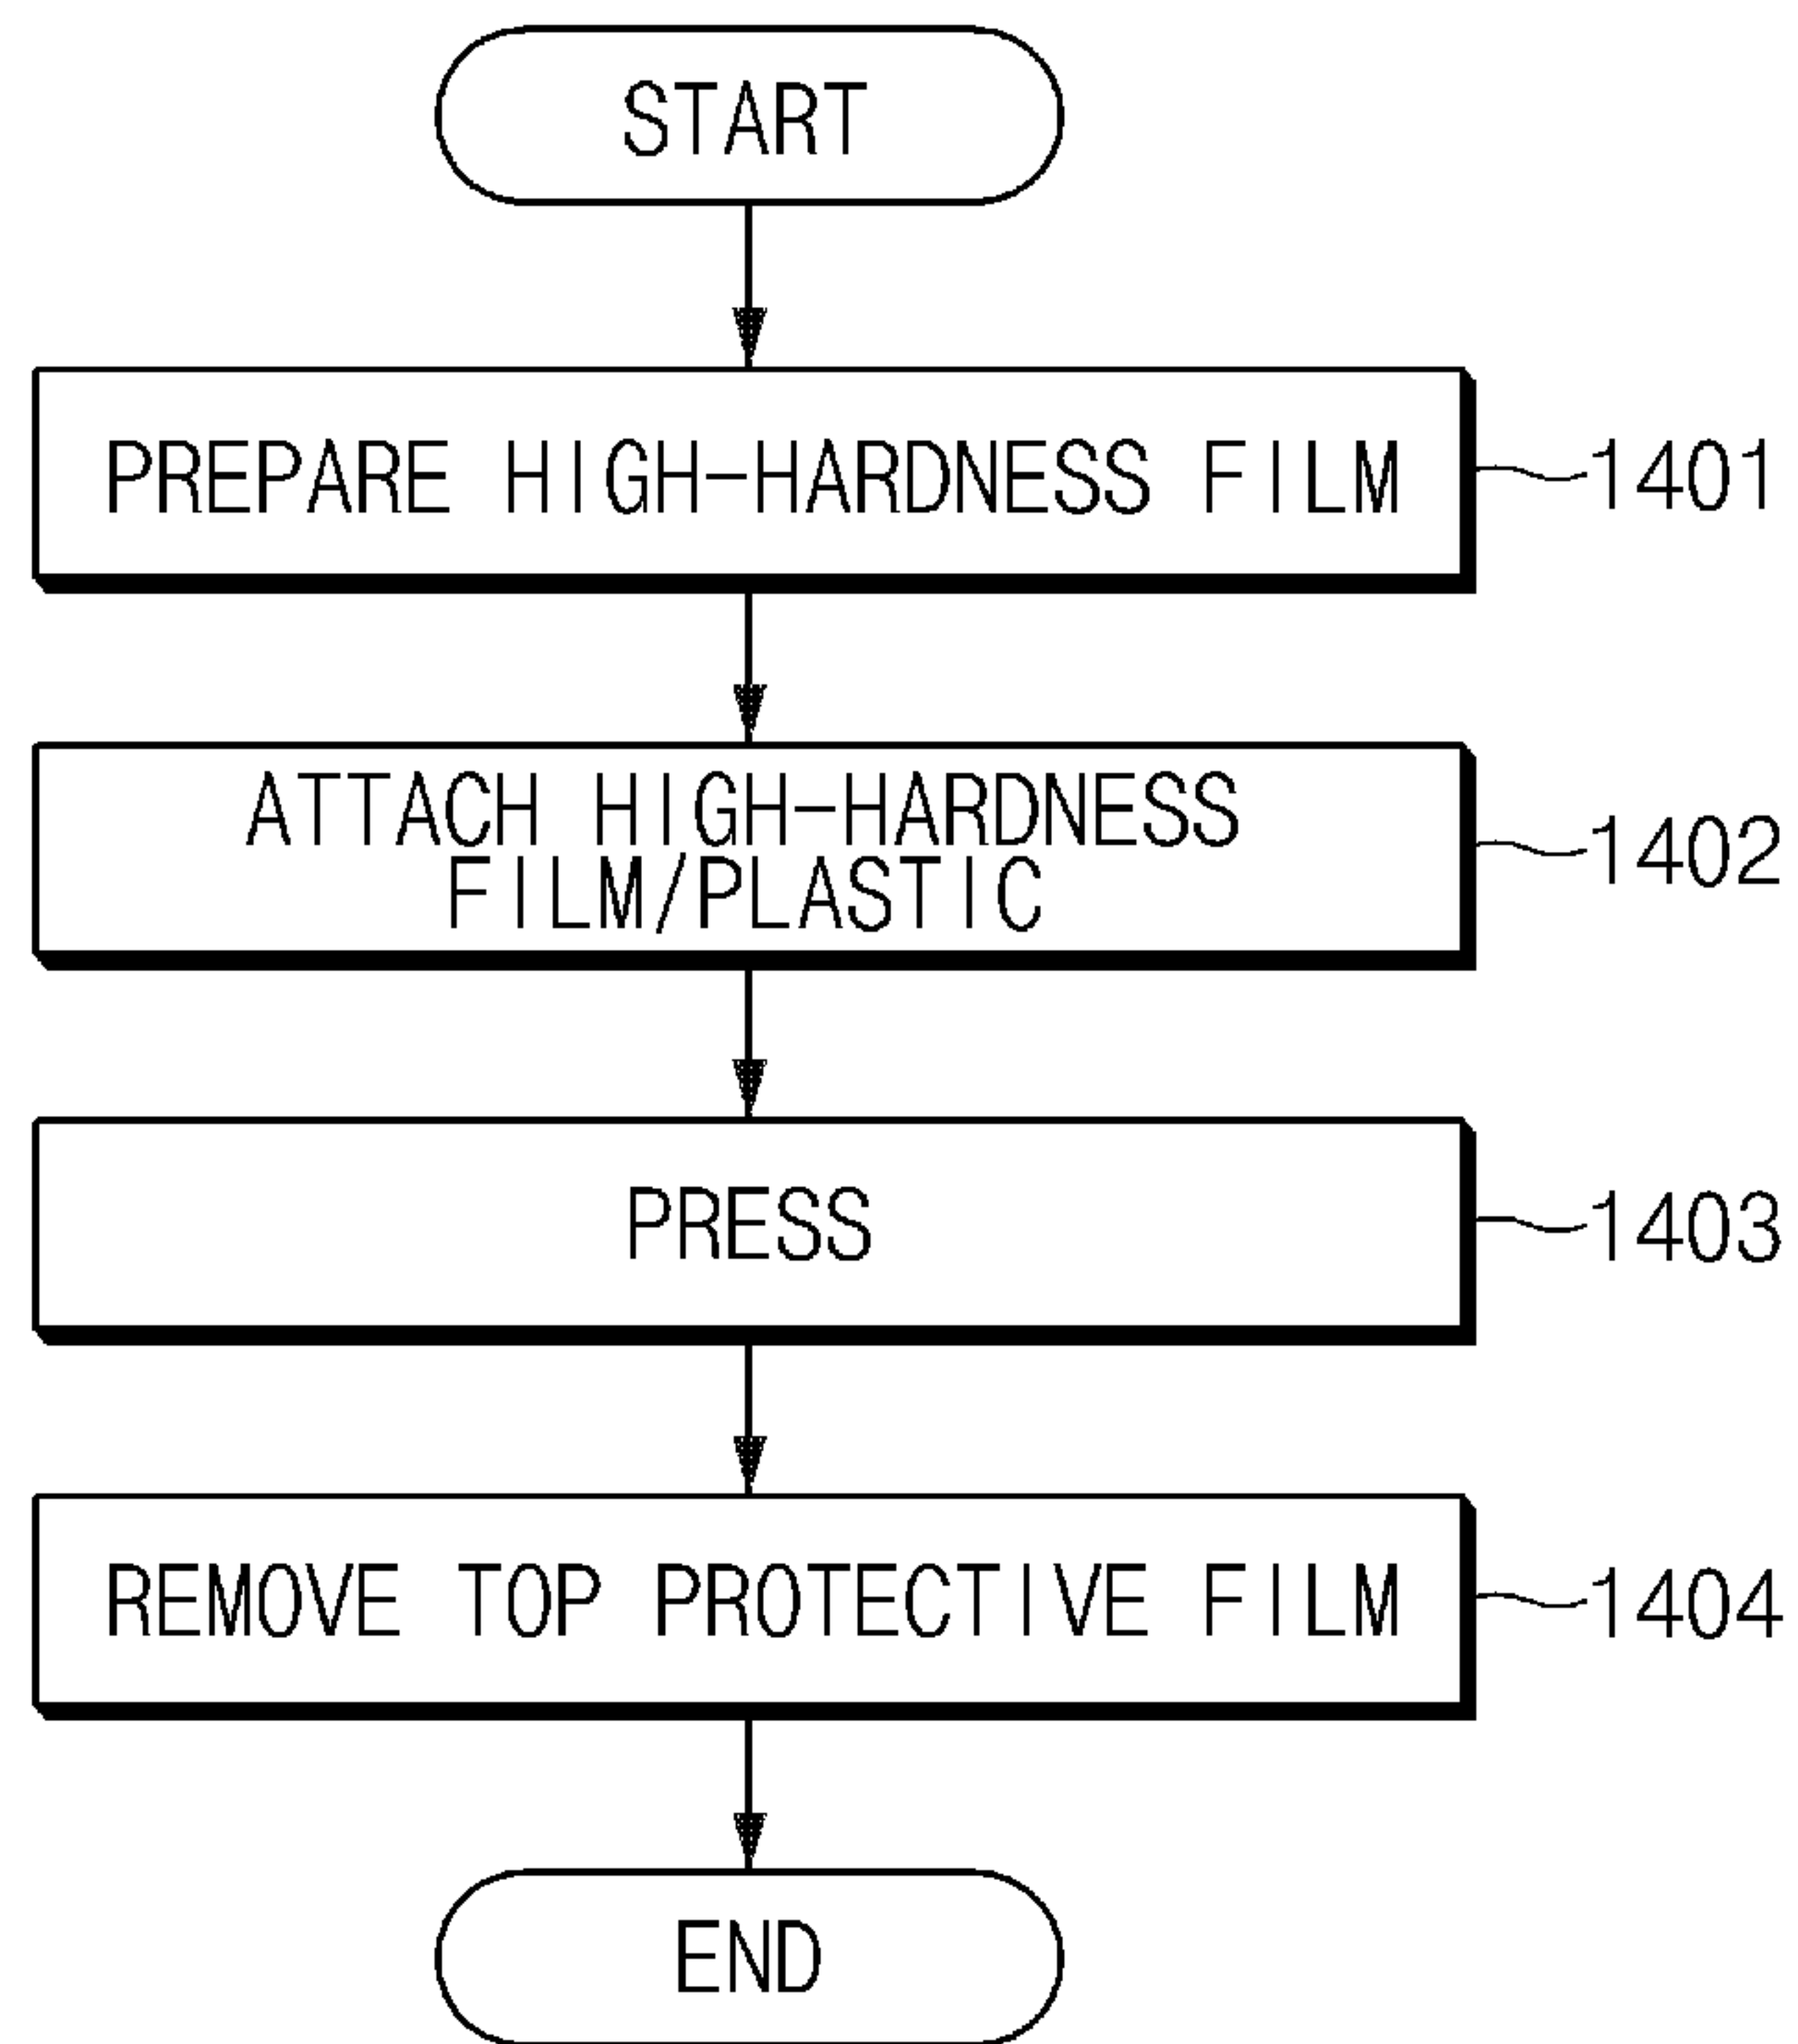 START
PREPARE HIGH-HARDNESS FILM
1401
ATTACH HIGH-HARDNESS
FILM/PLASTIC
1402
PRESS
1403
REMOVE TOP PROTECTIVE FILM
1404
END